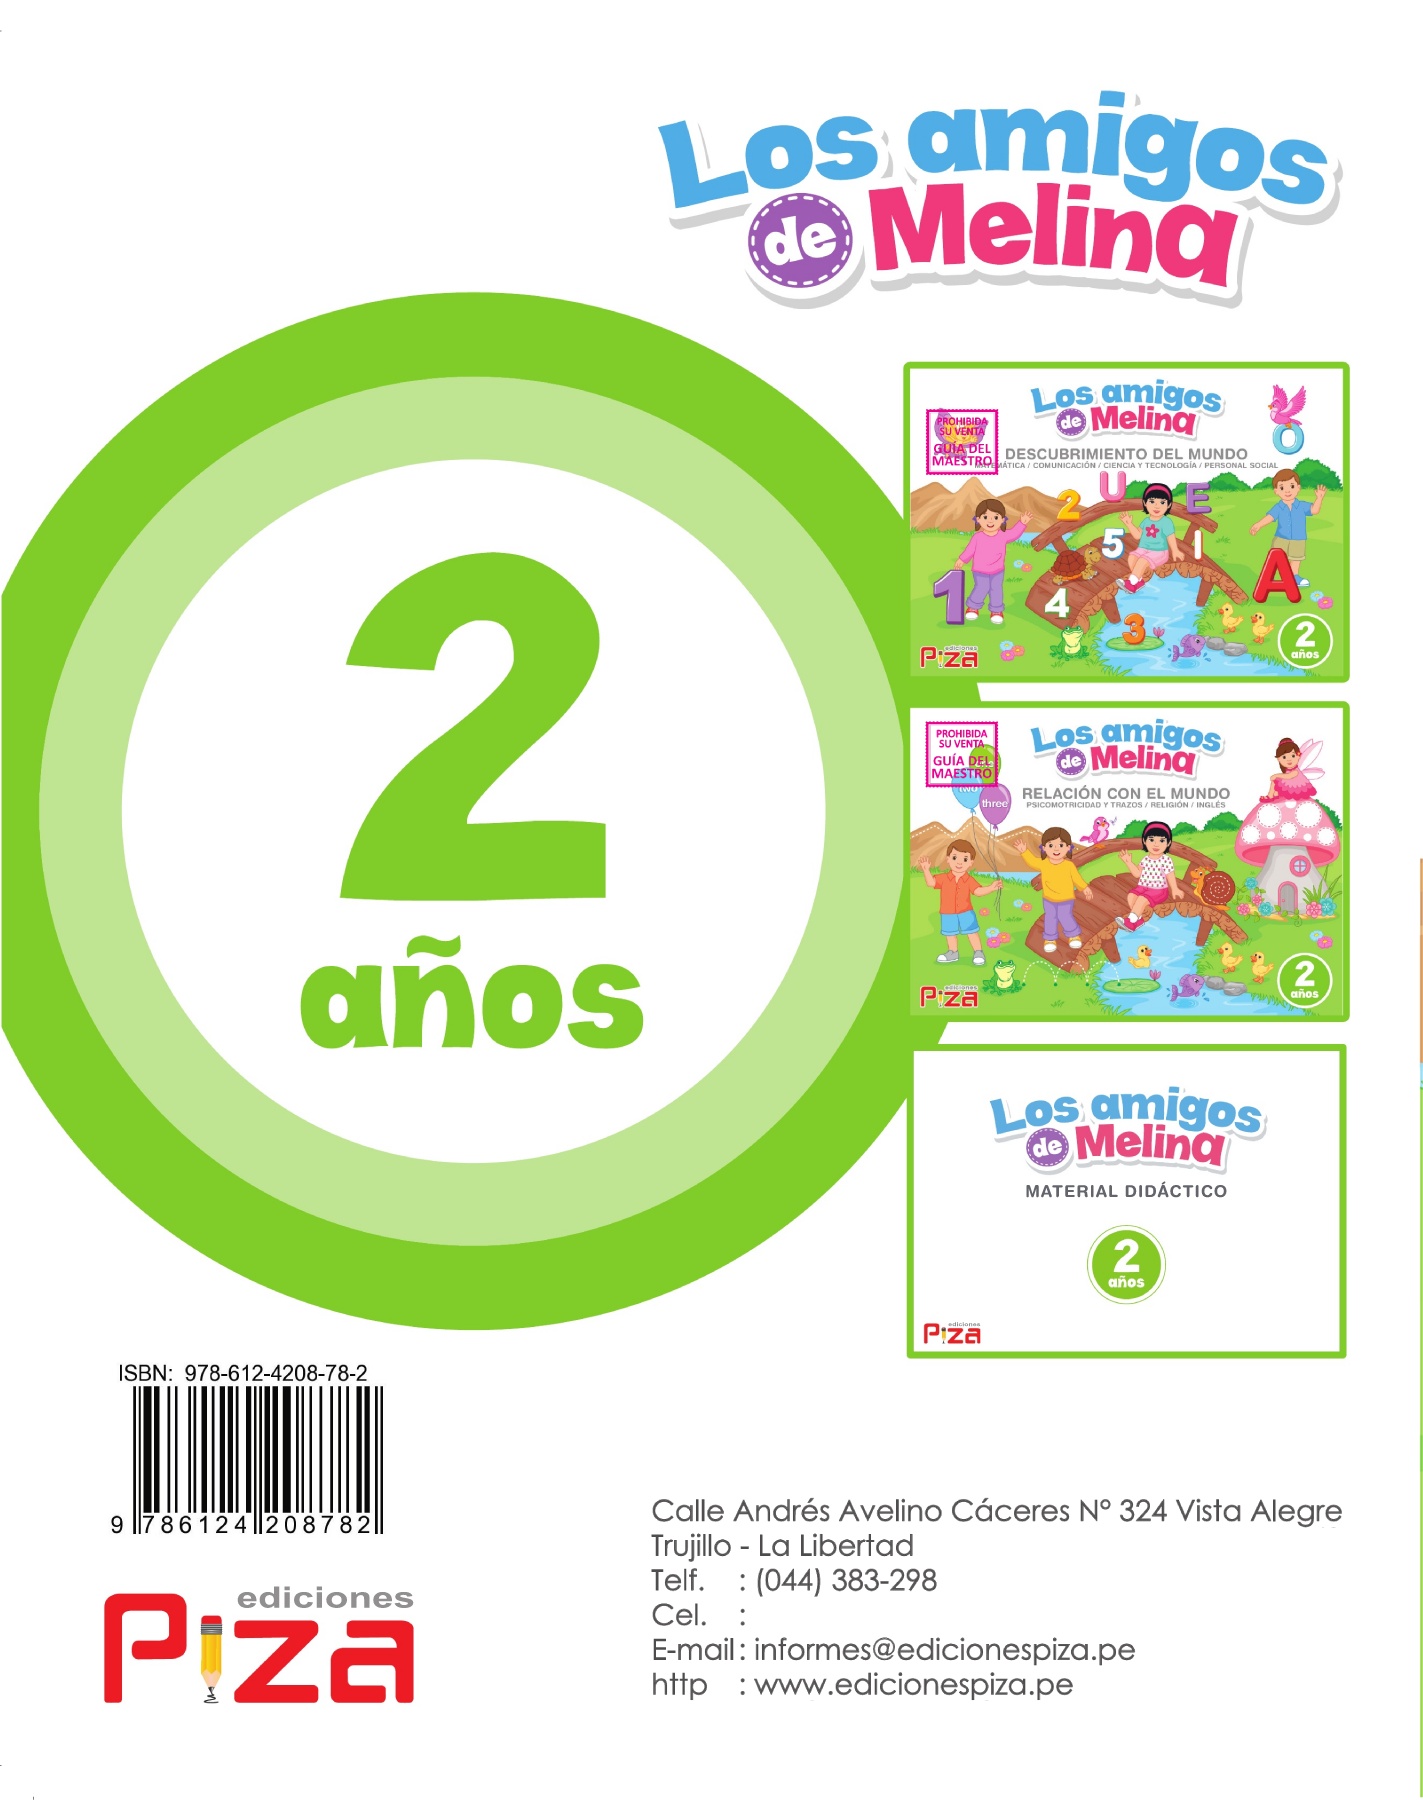 Los amigos
de Melina
2
años
PROHIBIDA
SU VENTA
GUÍA DEL
MAESTRO
Los amigos
de Melina
DESCUBRIMIENTO DEL MUNDO
MATEMÁTICA / COMUNICACIÓN / CIENCIA Y TECNOLOGÍA / PERSONAL SOCIAL
O
2 U E
5 I
1 4 3 A
ediciones
Piza
2
años
PROHIBIDA
SU VENTA
GUÍA DEL
MAESTRO
two
three
Los amigos
de Melina
RELACIÓN CON EL MUNDO
PSICOMOTRICIDAD Y TRAZOS / RELIGIÓN / INGLÉS
ediciones
Piza
2
años
Los amigos
de Melina
MATERIAL DIDÁCTICO
2
años
ediciones
Piza
ISBN: 978-612-4208-78-2
9 786124 208782
ediciones
Piza
Calle Andrés Avelino Cáceres N° 324 Vista Alegre
Trujillo - La Libertad
Telf. : (044) 383-298
Cel. :
E-mail : informes@edicionespiza.pe
http : www.edicionespiza.pe